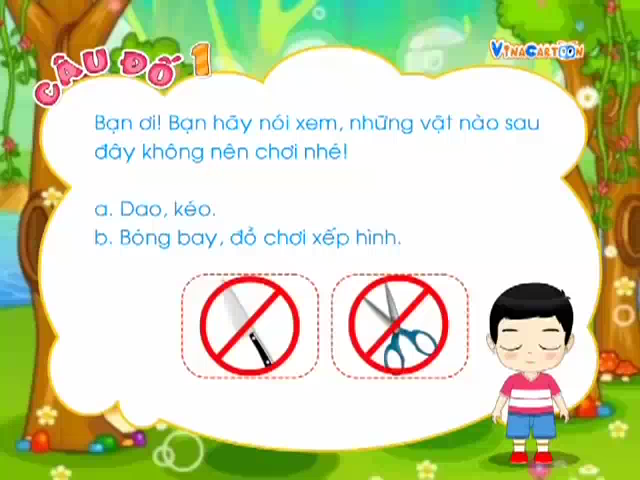 CÂU ĐỐ 1
VINACARTOON
Bạn ơi! Bạn hãy nói xem, những vặt nào sau
đây không nên chơi nhé!
a. Dao, kéo.
b. Bóng bay, đồ chơi xếp hình.